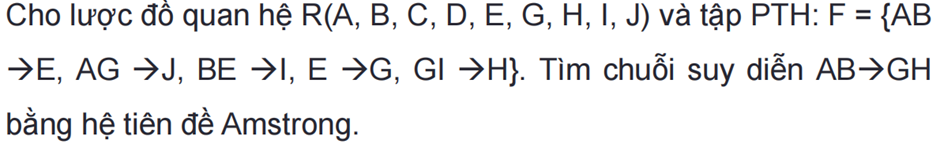 Cho lược đồ quan hệ R(A, B, C, D, E, G, H, I, J) và tập PTH: F = {AB
→E, AG →J, BE →I, E →G, GI →H}. Tìm chuỗi suy diễn AB→GH
bằng hệ tiên đề Amstrong.